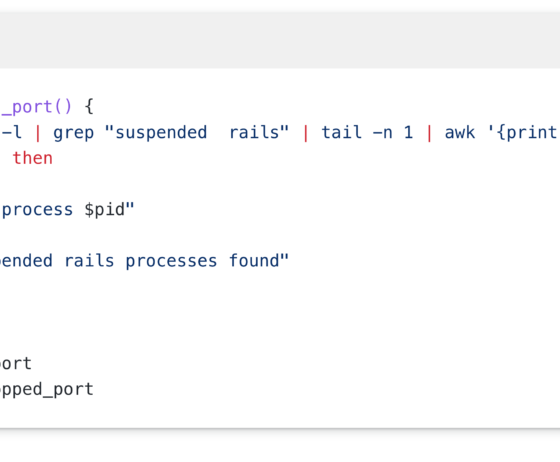 _port() {
-l | grep "suspended  rails" | tail -n 1 | awk '{print
then
process $pid"
ended rails processes found"
ort
pped_port